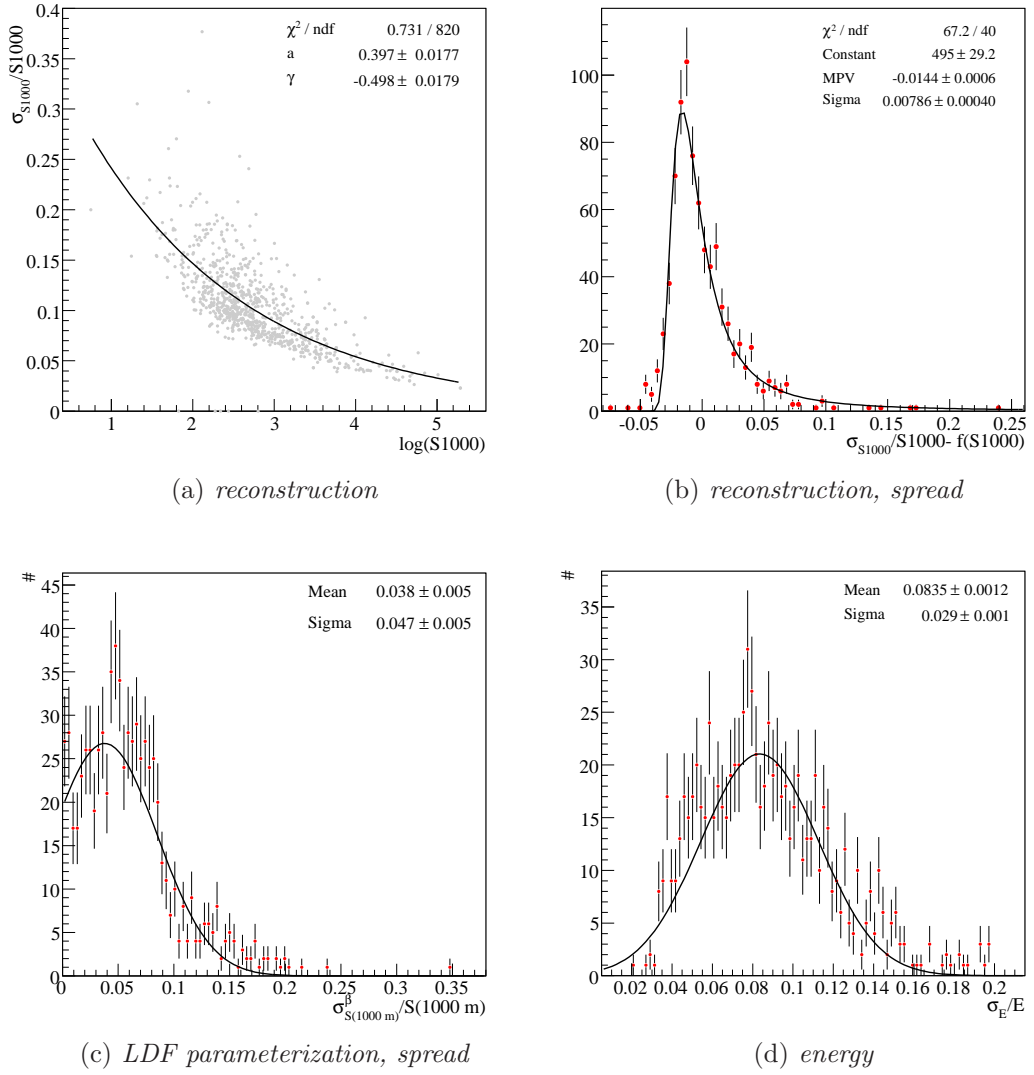 σ_S1000/S1000
0.4
0.35
0.3
0.25
0.2
0.15
0.1
0.05
0
χ² / ndf 0.731 / 820
a 0.397 ± 0.0177
γ -0.498 ± 0.0179
1 2 3 4 5
log(S1000)
(a) reconstruction
100
80
60
40
20
0
χ² / ndf 67.2 / 40
Constant 495 ± 29.2
MPV -0.0144 ± 0.0006
Sigma 0.00786 ± 0.00040
-0.05 0 0.05 0.1 0.15 0.2 0.25
σ_S1000/S1000- f(S1000)
(b) reconstruction, spread
#
45
40
35
30
25
20
15
10
5
0
Mean 0.038 ± 0.005
Sigma 0.047 ± 0.005
0 0.05 0.1 0.15 0.2 0.25 0.3 0.35
σ^β_S(1000 m)/S(1000 m)
(c) LDF parameterization, spread
#
35
30
25
20
15
10
5
0
Mean 0.0835 ± 0.0012
Sigma 0.029 ± 0.001
0.02 0.04 0.06 0.08 0.1 0.12 0.14 0.16 0.18 0.2
σ_E/E
(d) energy